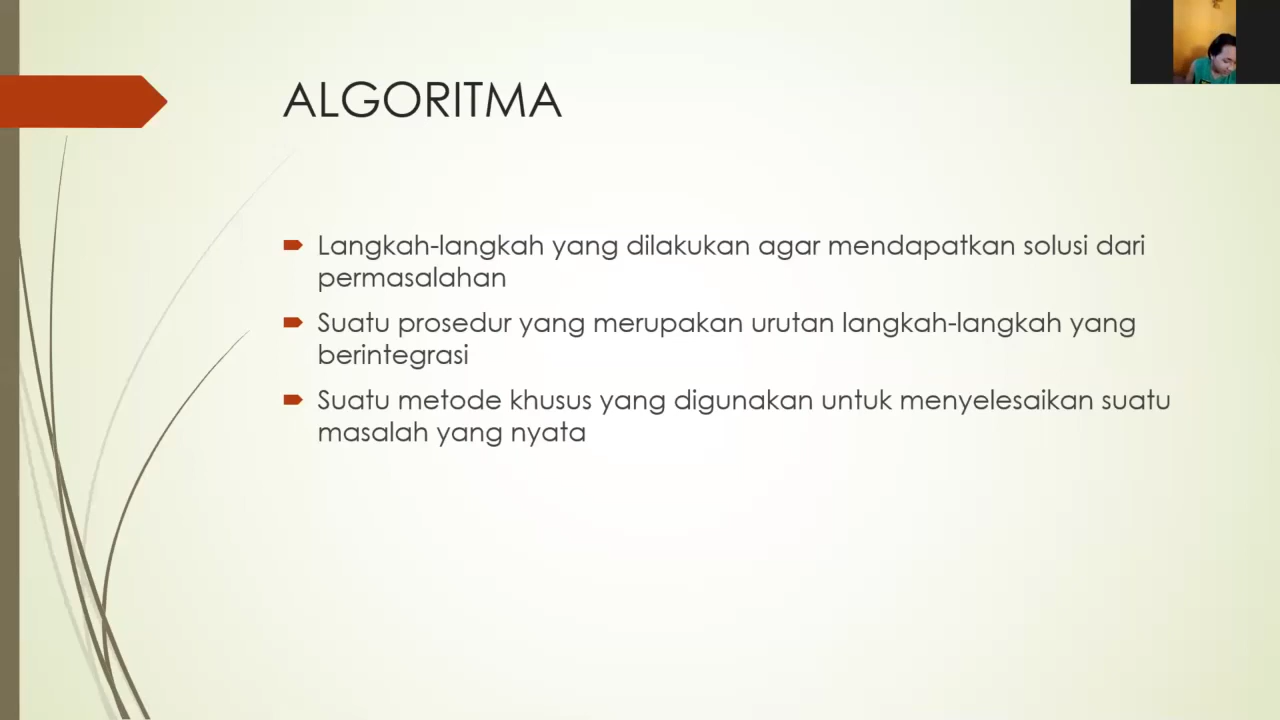 ALGORITMA
Langkah-langkah yang dilakukan agar mendapatkan solusi dari
permasalahan
Suatu prosedur yang merupakan urutan langkah-langkah yang
berintegrasi
Suatu metode khusus yang digunakan untuk menyelesaikan suatu
masalah yang nyata